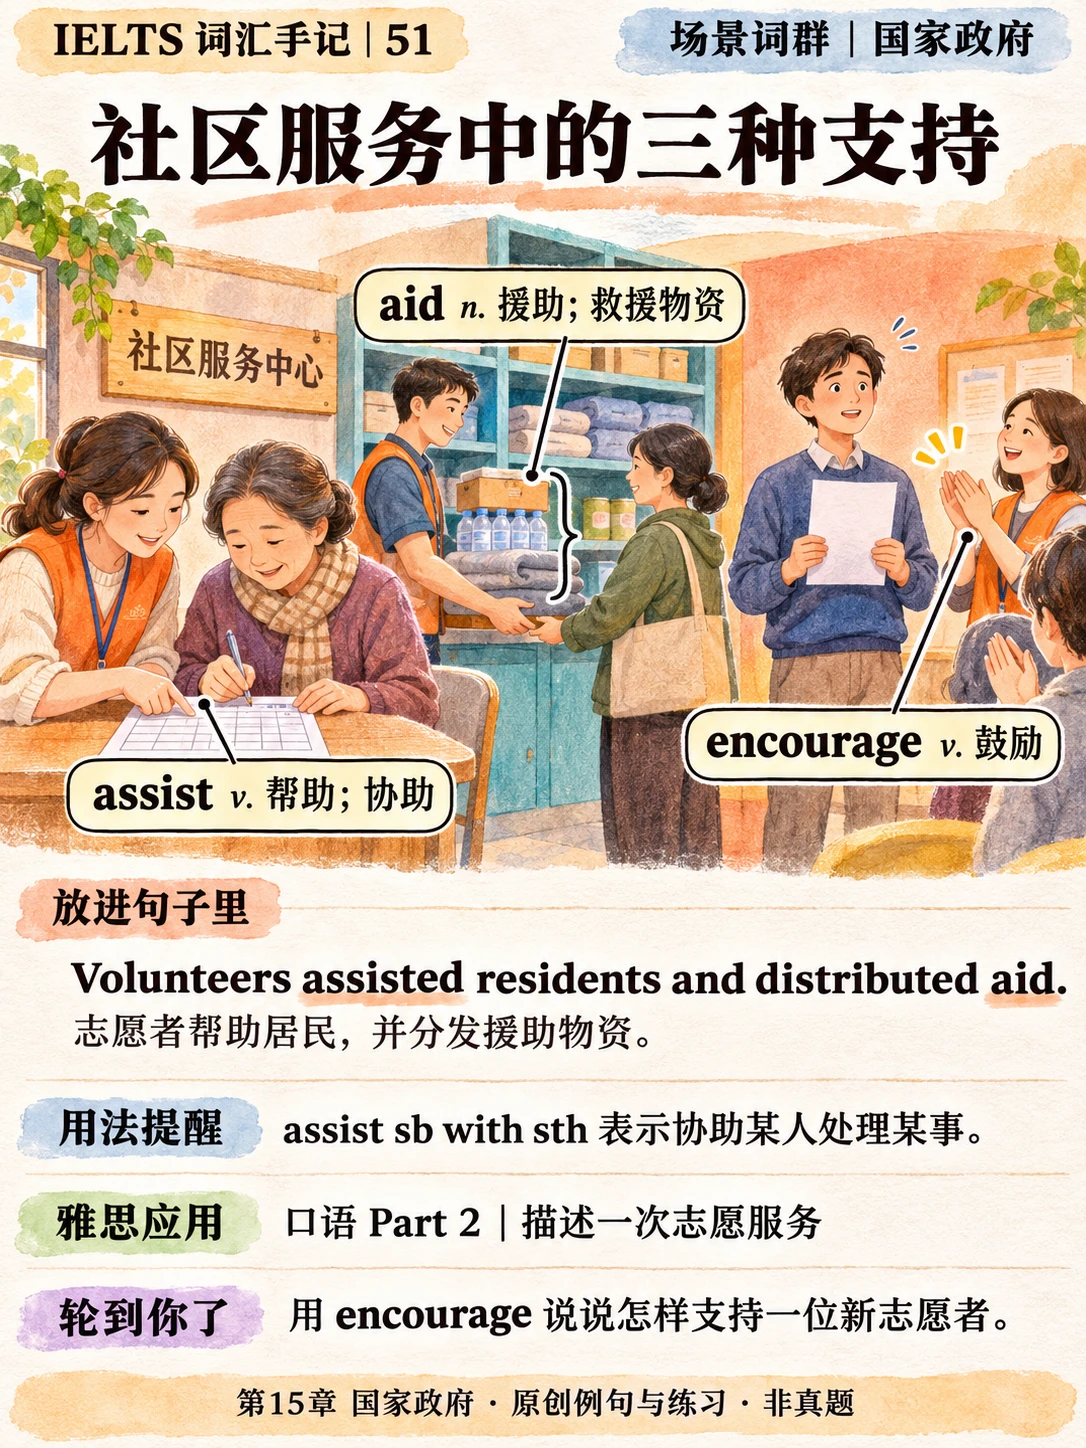 IELTS 词汇手记 | 51
场景词群 | 国家政府
社区服务中的三种支持
aid n. 援助；救援物资
社区服务中心
encourage v. 鼓励
assist v. 帮助；协助
放进句子里
Volunteers assisted residents and distributed aid.
志愿者帮助居民，并分发援助物资。
用法提醒 assist sb with sth 表示协助某人处理某事。
雅思应用 口语 Part 2 | 描述一次志愿服务
轮到你了 用 encourage 说说怎样支持一位新志愿者。
第15章 国家政府 · 原创例句与练习 · 非真题